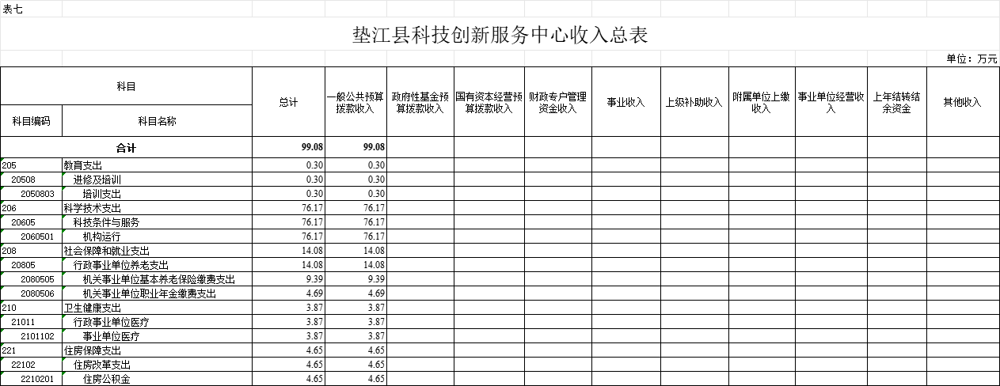 表七
垫江县科技创新服务中心收入总表
单位：万元
科目 总计 一般公共预算拨款收入 政府性基金预算拨款收入 国有资本经营预算拨款收入 财政专户管理资金收入 事业收入 上级补助收入 附属单位上缴收入 事业单位经营收入 上年结转结余资金 其他收入
科目编码 科目名称
合计 99.08 99.08
205 教育支出 0.30 0.30
20508 进修及培训 0.30 0.30
2050803 培训支出 0.30 0.30
206 科学技术支出 76.17 76.17
20605 科技条件与服务 76.17 76.17
2060501 机构运行 76.17 76.17
208 社会保障和就业支出 14.08 14.08
20805 行政事业单位养老支出 14.08 14.08
2080505 机关事业单位基本养老保险缴费支出 9.39 9.39
2080506 机关事业单位职业年金缴费支出 4.69 4.69
210 卫生健康支出 3.87 3.87
21011 行政事业单位医疗 3.87 3.87
2101102 事业单位医疗 3.87 3.87
221 住房保障支出 4.65 4.65
22102 住房改革支出 4.65 4.65
2210201 住房公积金 4.65 4.65